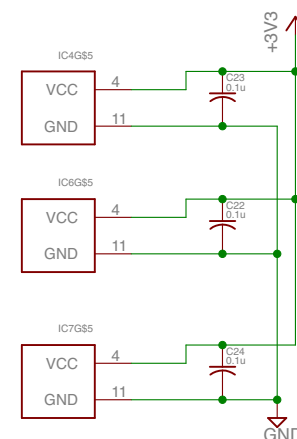 +3V3
IC4G$5
VCC 4
GND 11
C23
0.1u
IC6G$5
VCC 4
GND 11
C22
0.1u
IC7G$5
VCC 4
GND 11
C24
0.1u
GND